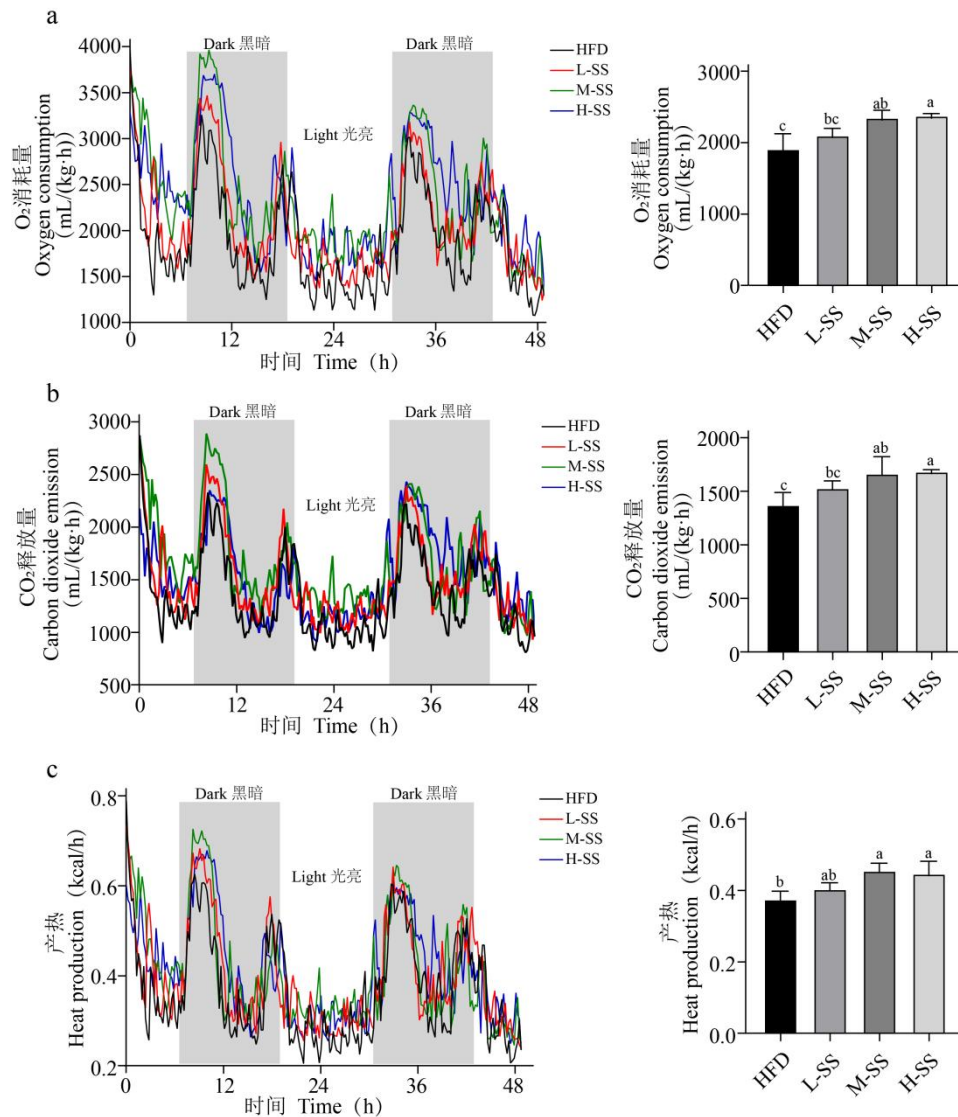 a
Dark 黑暗
Dark 黑暗
Light 光亮
HFD
L-SS
M-SS
H-SS
O₂消耗量
Oxygen consumption
(mL/(kg·h))
4000
3500
3000
2500
2000
1500
1000
0
12
24
36
48
时间 Time (h)
O₂消耗量
Oxygen consumption
(mL/(kg·h))
3000
2000
1000
0
c
bc
ab
a
HFD
L-SS
M-SS
H-SS
b
Dark 黑暗
Dark 黑暗
Light 光亮
HFD
L-SS
M-SS
H-SS
CO₂释放量
Carbon dioxide emission
(mL/(kg·h))
3000
2500
2000
1500
1000
500
0
12
24
36
48
时间 Time (h)
CO₂释放量
Carbon dioxide emission
(mL/(kg·h))
2000
1500
1000
500
0
c
bc
ab
a
HFD
L-SS
M-SS
H-SS
c
Dark 黑暗
Dark 黑暗
Light 光亮
HFD
L-SS
M-SS
H-SS
产热
Heat production (kcal/h)
0.8
0.6
0.4
0.2
0
12
24
36
48
时间 Time (h)
产热
Heat production (kcal/h)
0.6
0.4
0.2
0.0
b
ab
a
a
HFD
L-SS
M-SS
H-SS